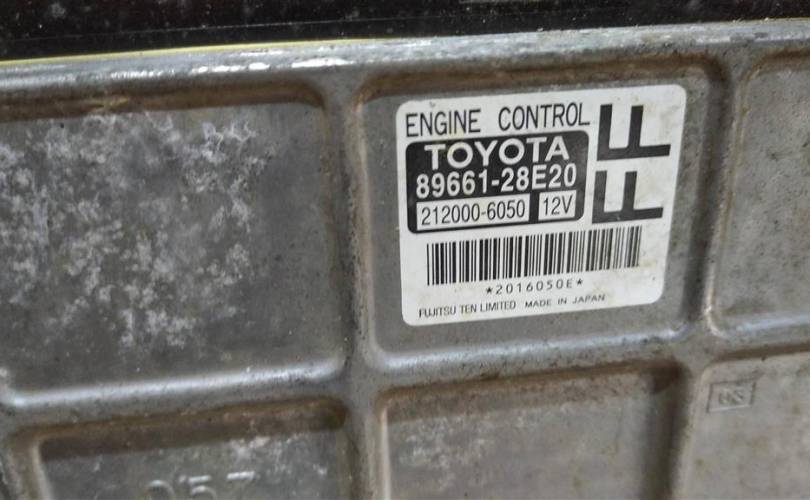 ENGINE CONTROL
TOYOTA
89661-28E20
212000-6050 12V
FF
*2016050E*
FUJITSU TEN LIMITED MADE IN JAPAN